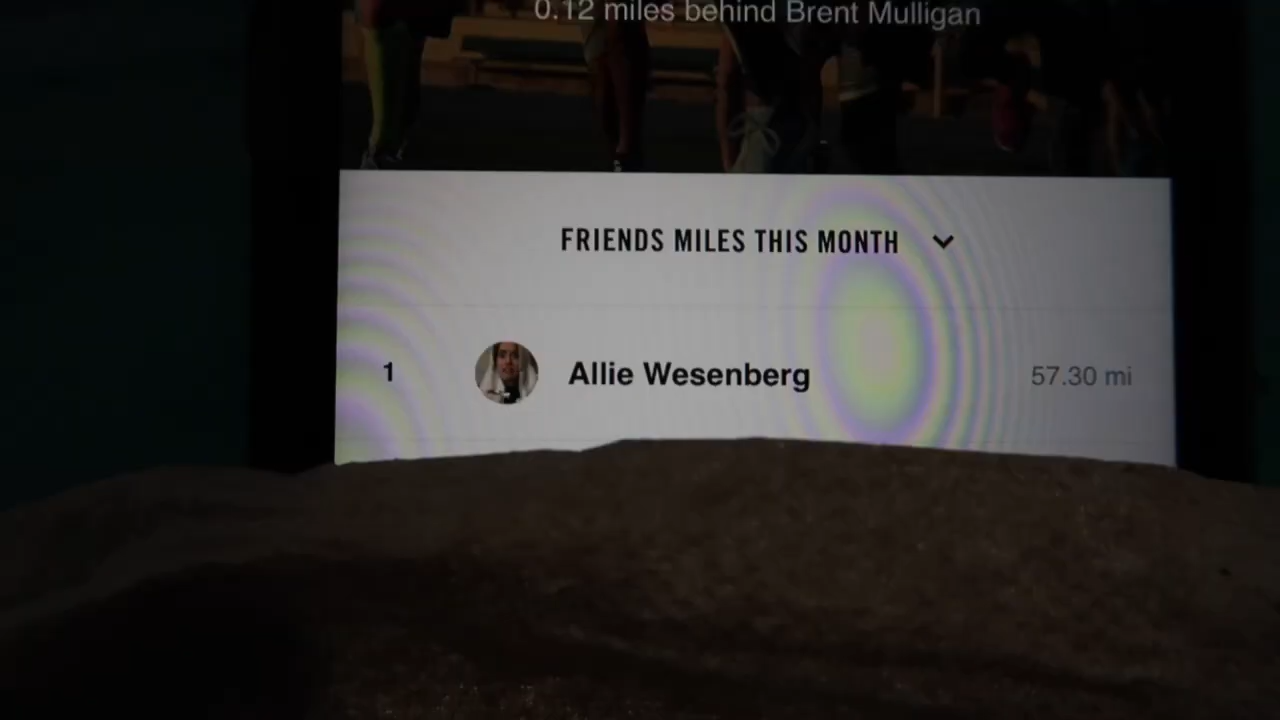 0.12 miles behind Brent Mulligan
FRIENDS MILES THIS MONTH
1 Allie Wesenberg 57.30 mi